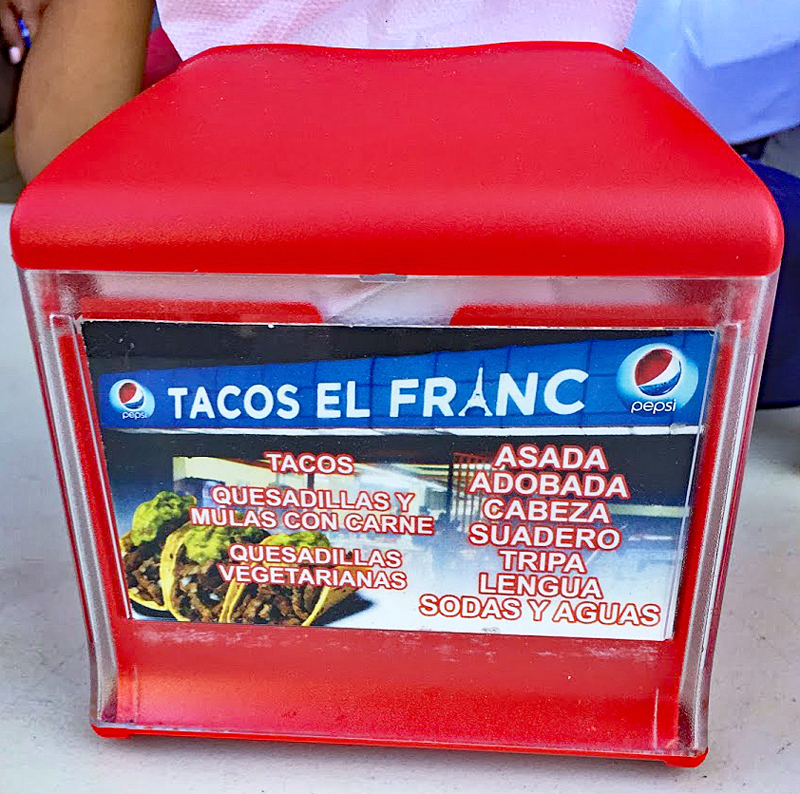 pepsi TACOS EL FRANC pepsi
TACOS
QUESADILLAS Y
MULAS CON CARNE
QUESADILLAS
VEGETARIANAS
ASADA
ADOBADA
CABEZA
SUADERO
TRIPA
LENGUA
SODAS Y AGUAS